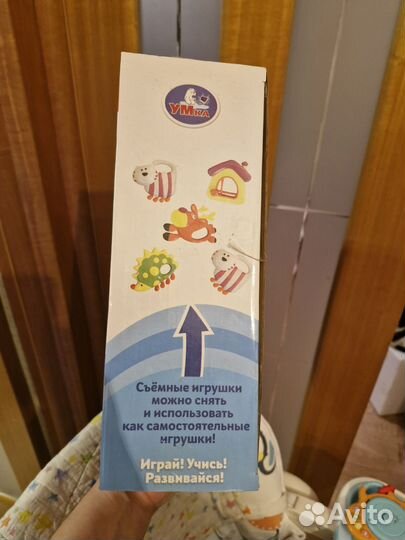 УМка
Съёмные игрушки
можно снять
и использовать
как самостоятельные
игрушки!
Играй! Учись!
Развивайся!
Avito